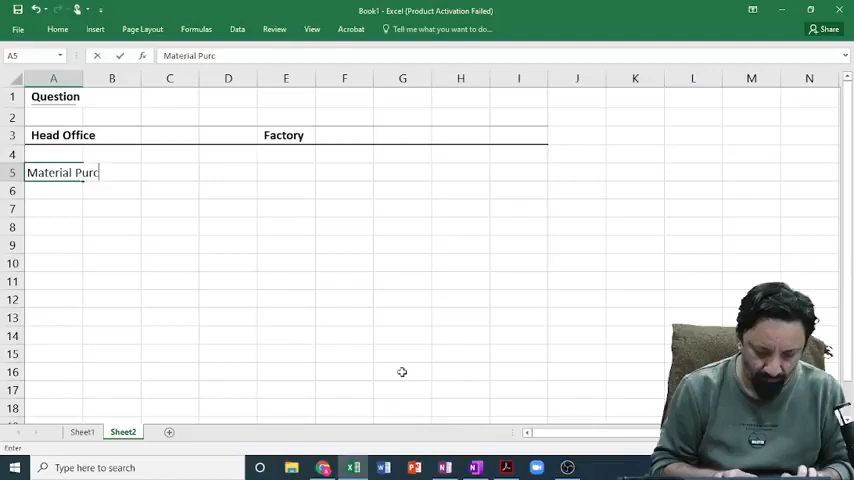 Book1 - Excel (Product Activation Failed)
File Home Insert Page Layout Formulas Data Review View Acrobat Tell me what you want to do... Share
A5 fx Material Purc
A B C D E F G H I J K L M N
1 Question
2
3 Head Office Factory
4
5 Material Purc
6
7
8
9
10
11
12
13
14
15
16
17
18
Sheet1 Sheet2
Enter
Type here to search